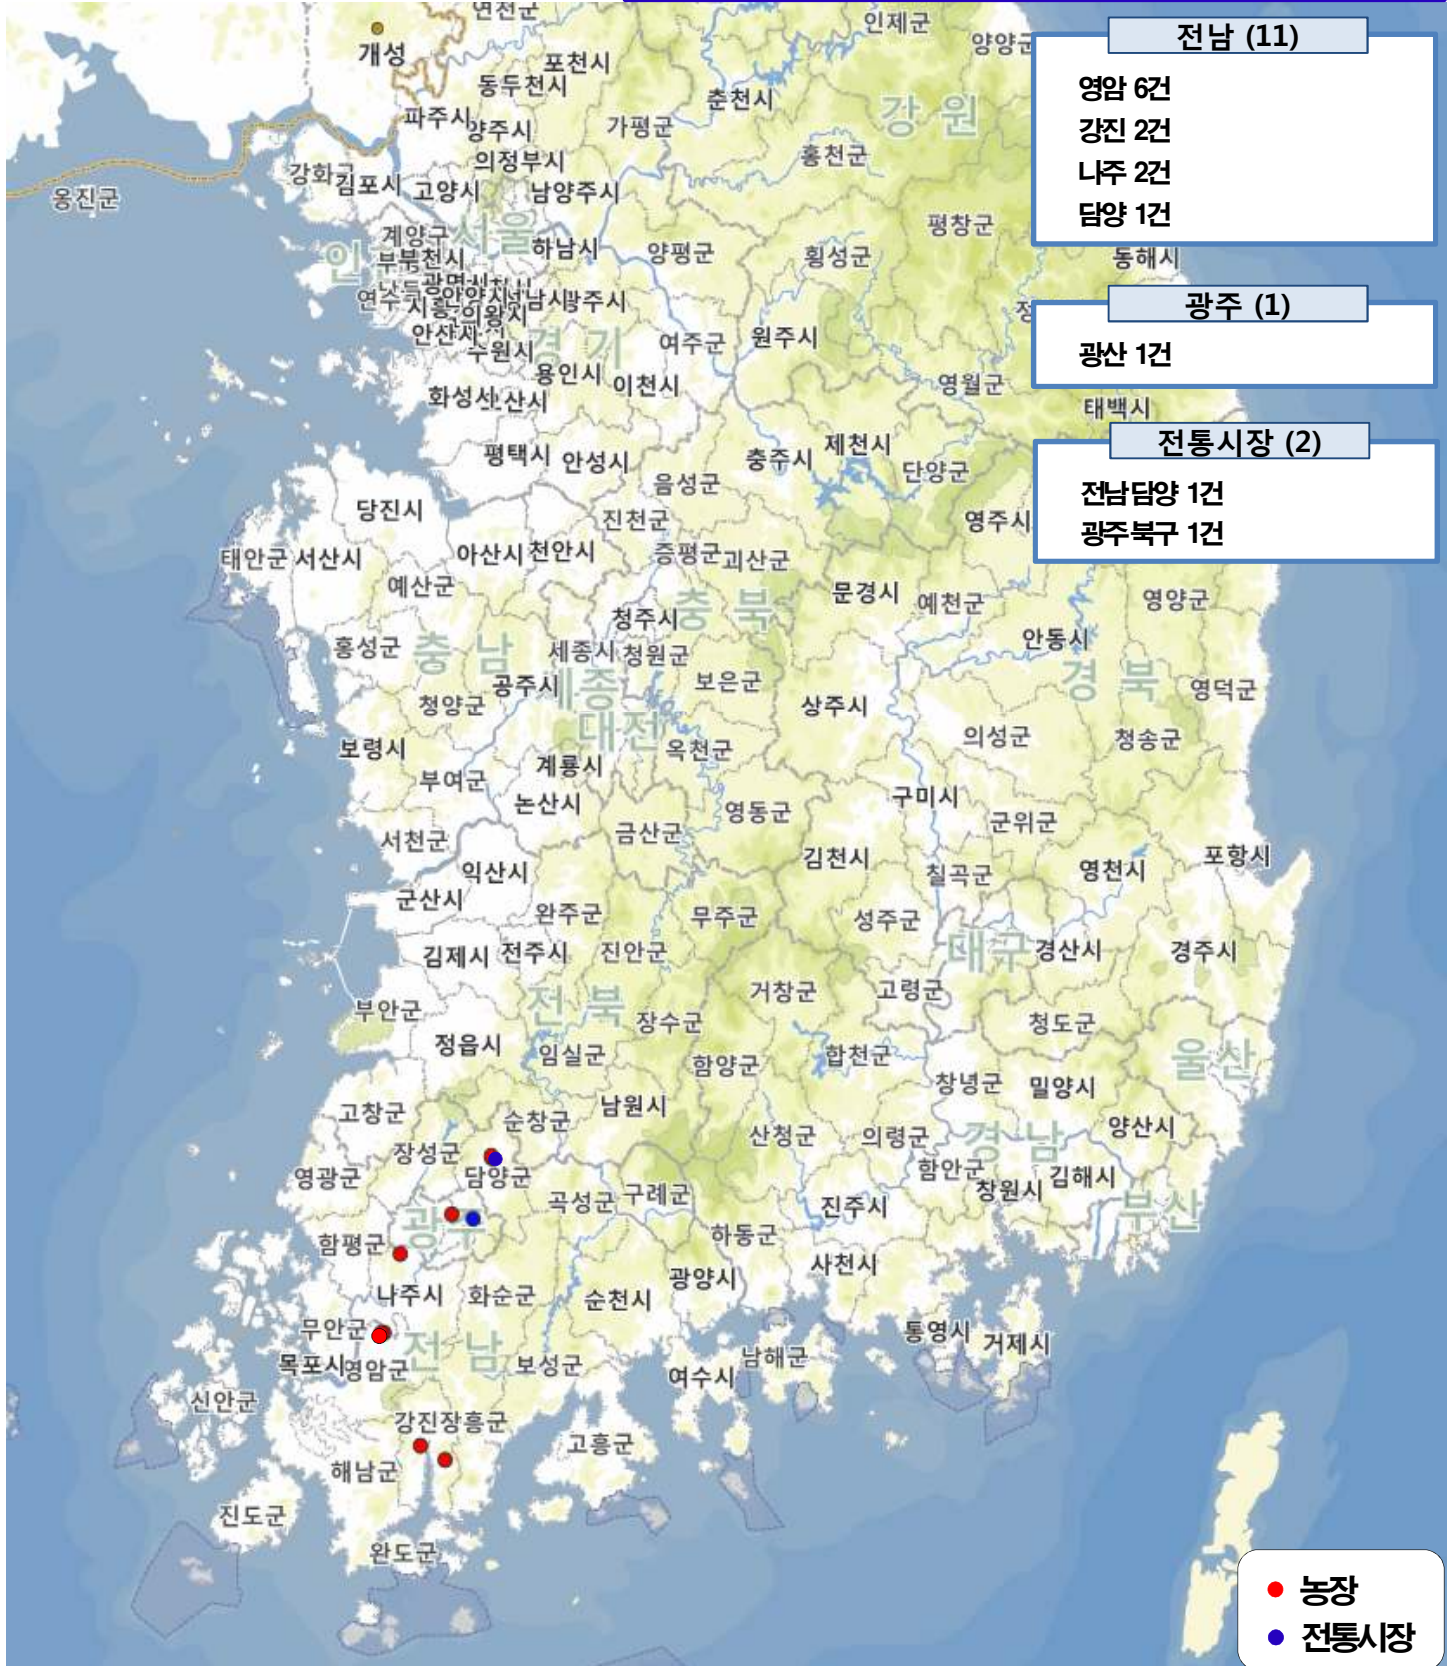 전남 (11)
영암 6건
강진 2건
나주 2건
담양 1건
광주 (1)
광산 1건
전통시장 (2)
전남담양 1건
광주북구 1건
연천군
인제군
양양군
개성
포천시
동두천시
춘천시
강원
파주시
양주시
가평군
홍천군
의정부시
강화군
김포시
고양시
남양주시
옹진군
평창군
계양구
서울
하남시
양평군
횡성군
동해시
부천시
광명시
연수
안양시
광주시
의왕시
안산시
수원시
경기
여주군
원주시
용인시
이천시
영월군
화성시
태백시
평택시
안성시
충주시
제천시
단양군
음성군
당진시
진천군
영주시
태안군
서산시
아산시
천안시
증평군
괴산군
예산군
문경시
예천군
영양군
청주시
충북
안동시
홍성군
충남
세종시
청원군
경북
공주시
세종
보은군
영덕군
청양군
상주시
대전
보령시
옥천군
의성군
청송군
부여군
계룡시
논산시
영동군
구미시
서천군
금산군
군위군
김천시
포항시
익산시
칠곡군
영천시
군산시
완주군
무주군
성주군
김제시
전주시
진안군
대구
경산시
경주시
거창군
고령군
부안군
전북
장수군
청도군
정읍시
임실군
함양군
합천군
울산
창녕군
밀양시
고창군
순창군
남원시
장성군
산청군
의령군
경남
양산시
영광군
담양군
함안군
김해시
곡성군
구례군
진주시
창원시
부산
광주
함평군
하동군
나주시
화순군
순천시
광양시
사천시
무안군
전남
통영시
거제시
목포시
영암군
보성군
여수시
남해군
신안군
강진
장흥군
고흥군
해남군
진도군
완도군
농장
전통시장